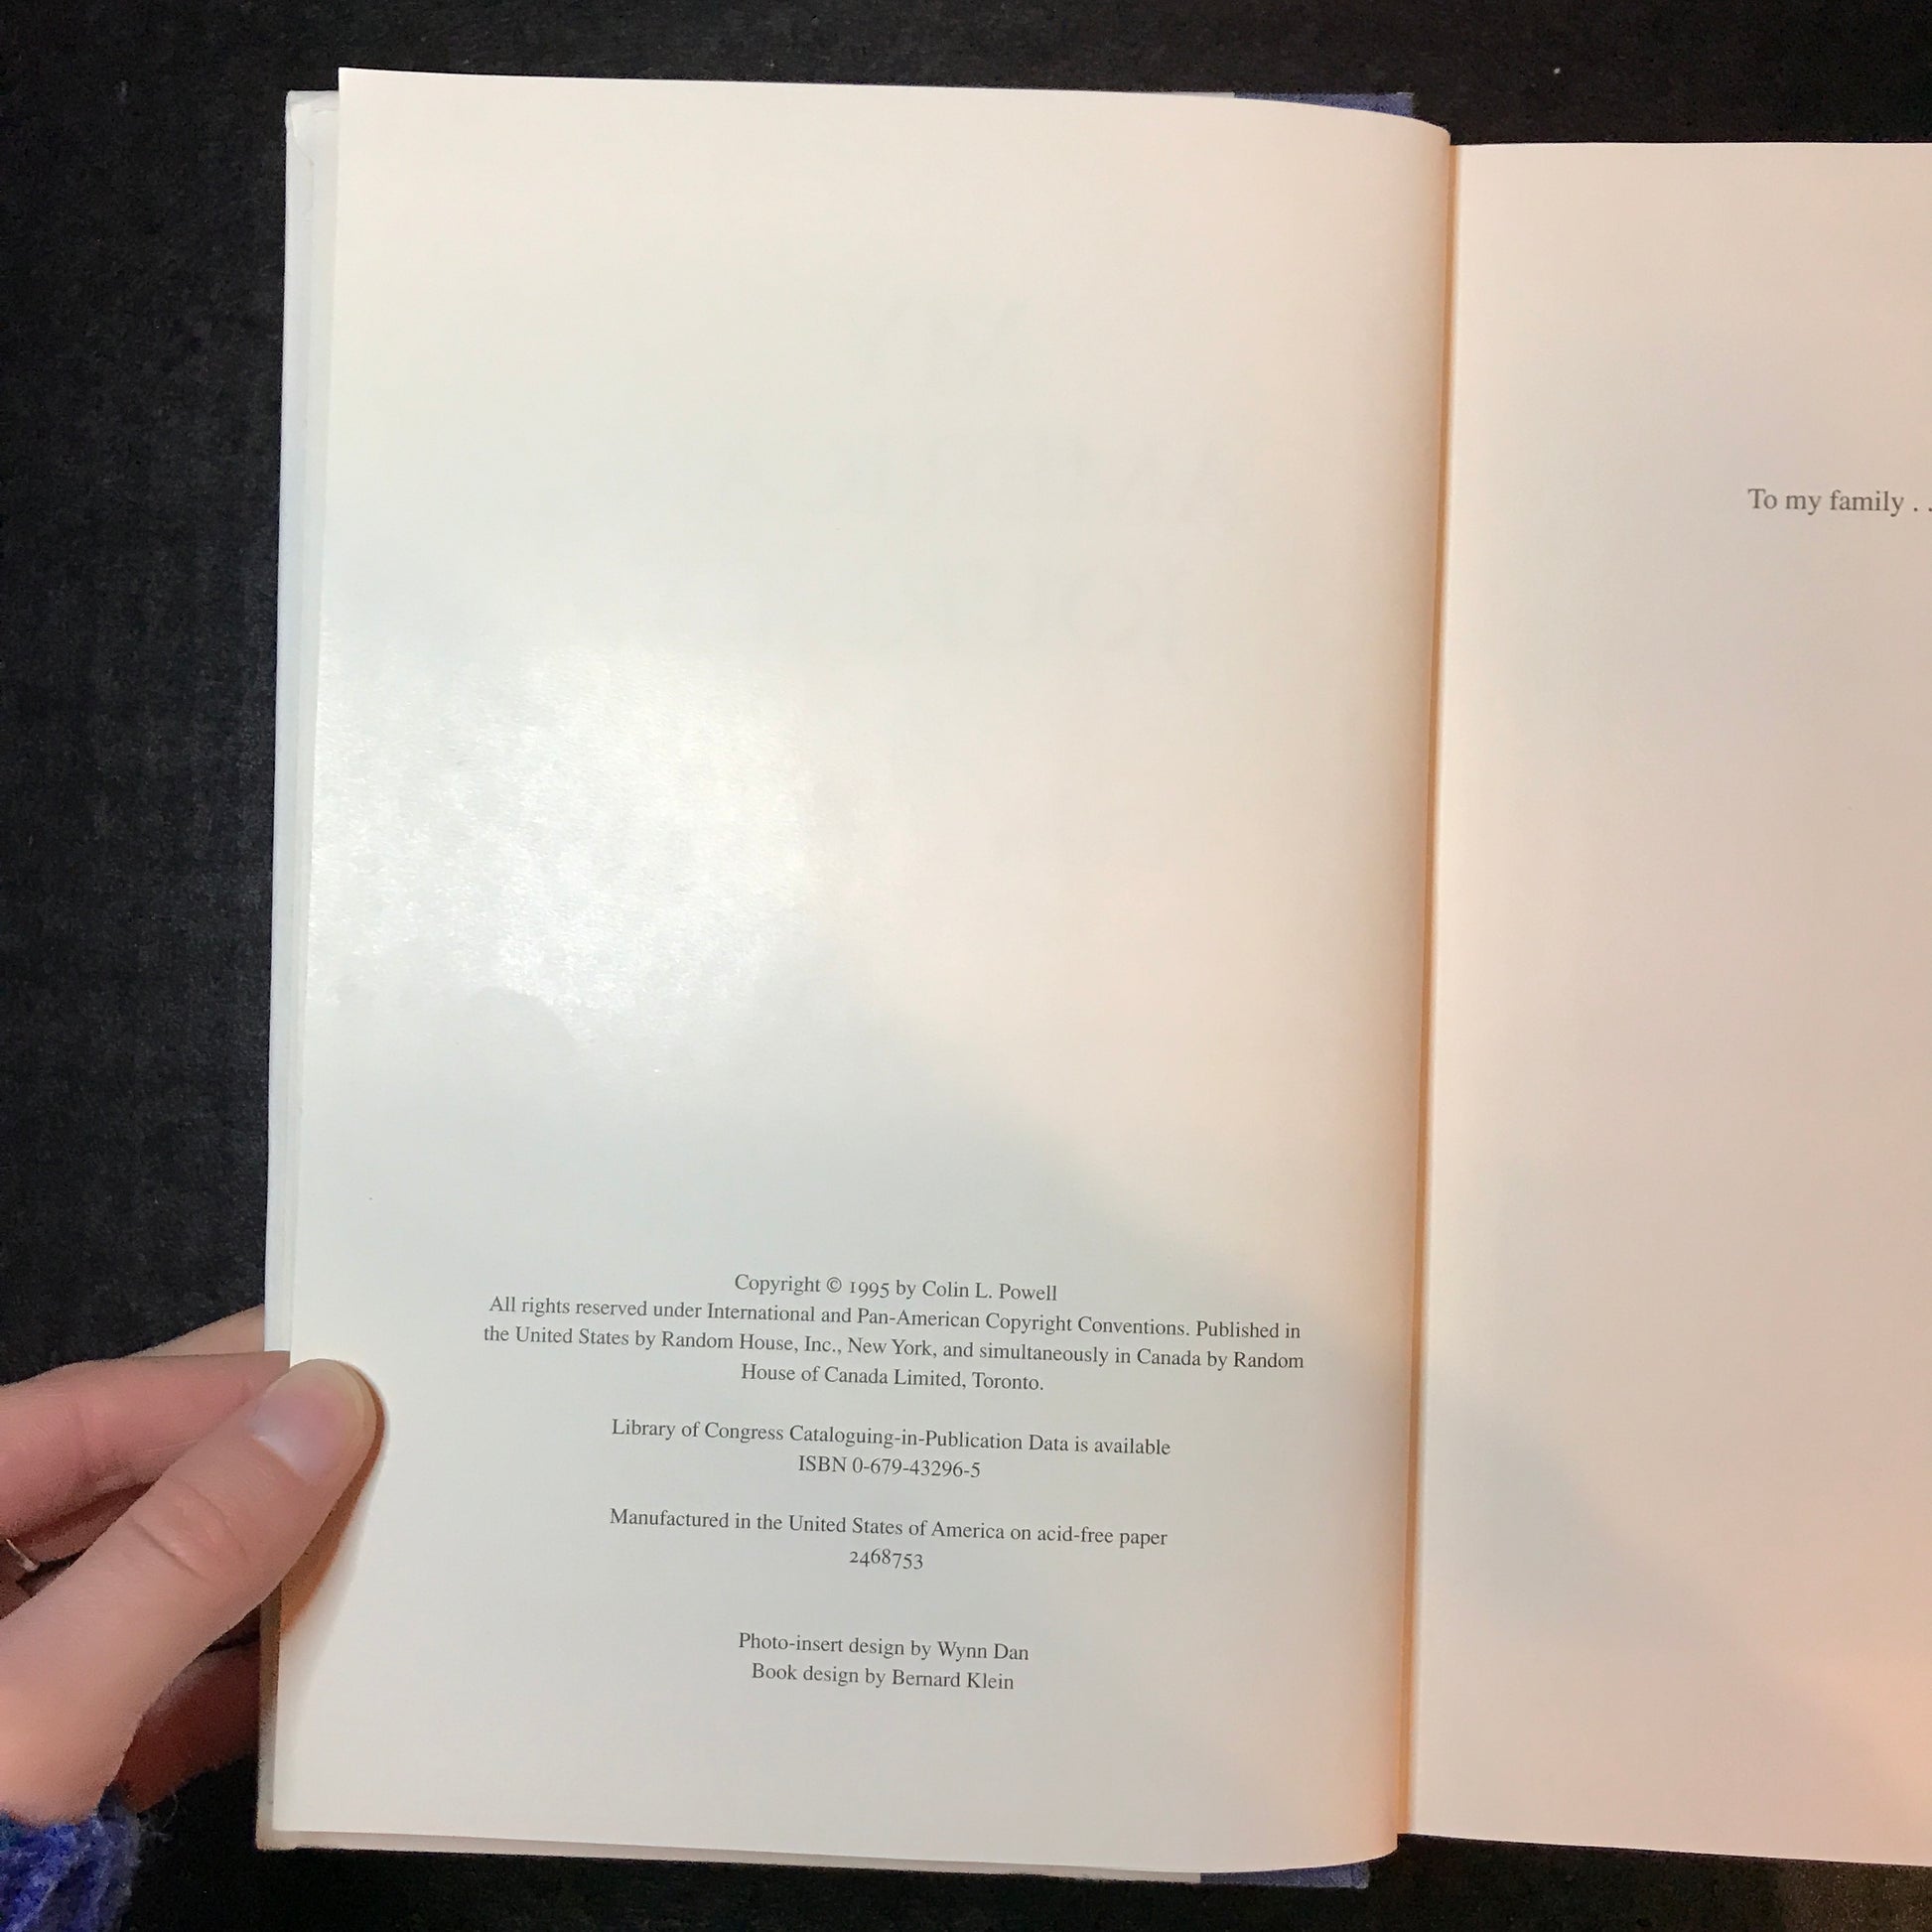 Copyright © 1995 by Colin L. Powell
All rights reserved under International and Pan-American Copyright Conventions. Published in
the United States by Random House, Inc., New York, and simultaneously in Canada by Random
House of Canada Limited, Toronto.
Library of Congress Cataloguing-in-Publication Data is available
ISBN 0-679-43296-5
Manufactured in the United States of America on acid-free paper
2468753
Photo-insert design by Wynn Dan
Book design by Bernard Klein
To my family . .